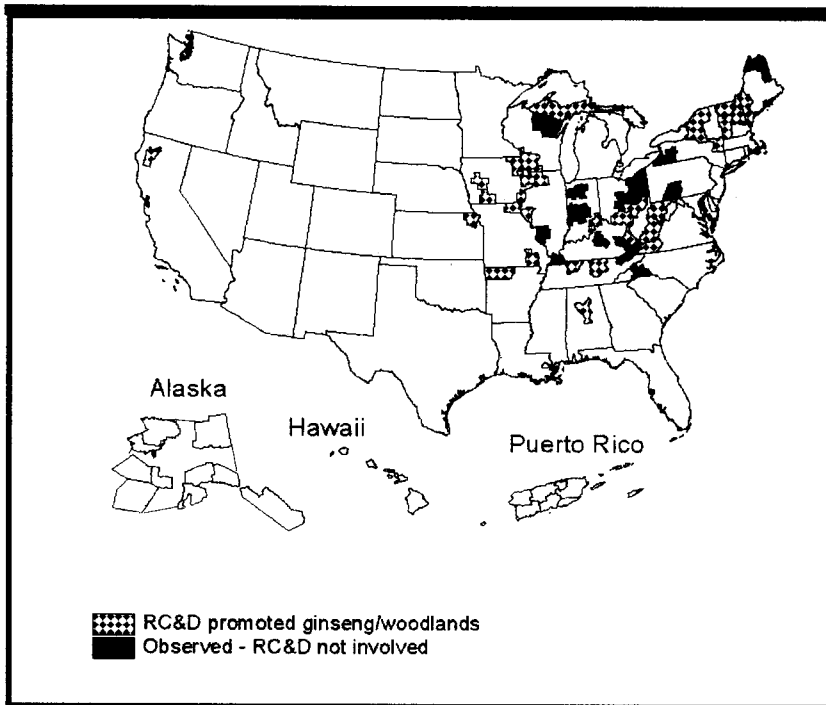 Alaska
Hawaii
Puerto Rico
RC&D promoted ginseng/woodlands
Observed - RC&D not involved